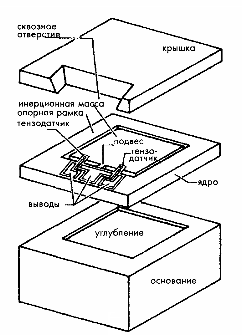 сквозное
отверстие
крышка
инерционная масса
опорная рамка
тензодатчик
подвес
тензо-
датчик
выводы
ядро
углубление
основание